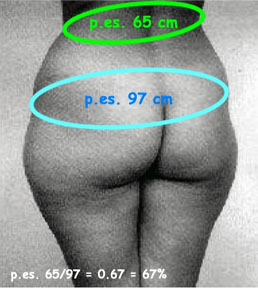 p.es. 65 cm
p.es. 97 cm
p.es. 65/97 = 0.67 = 67%